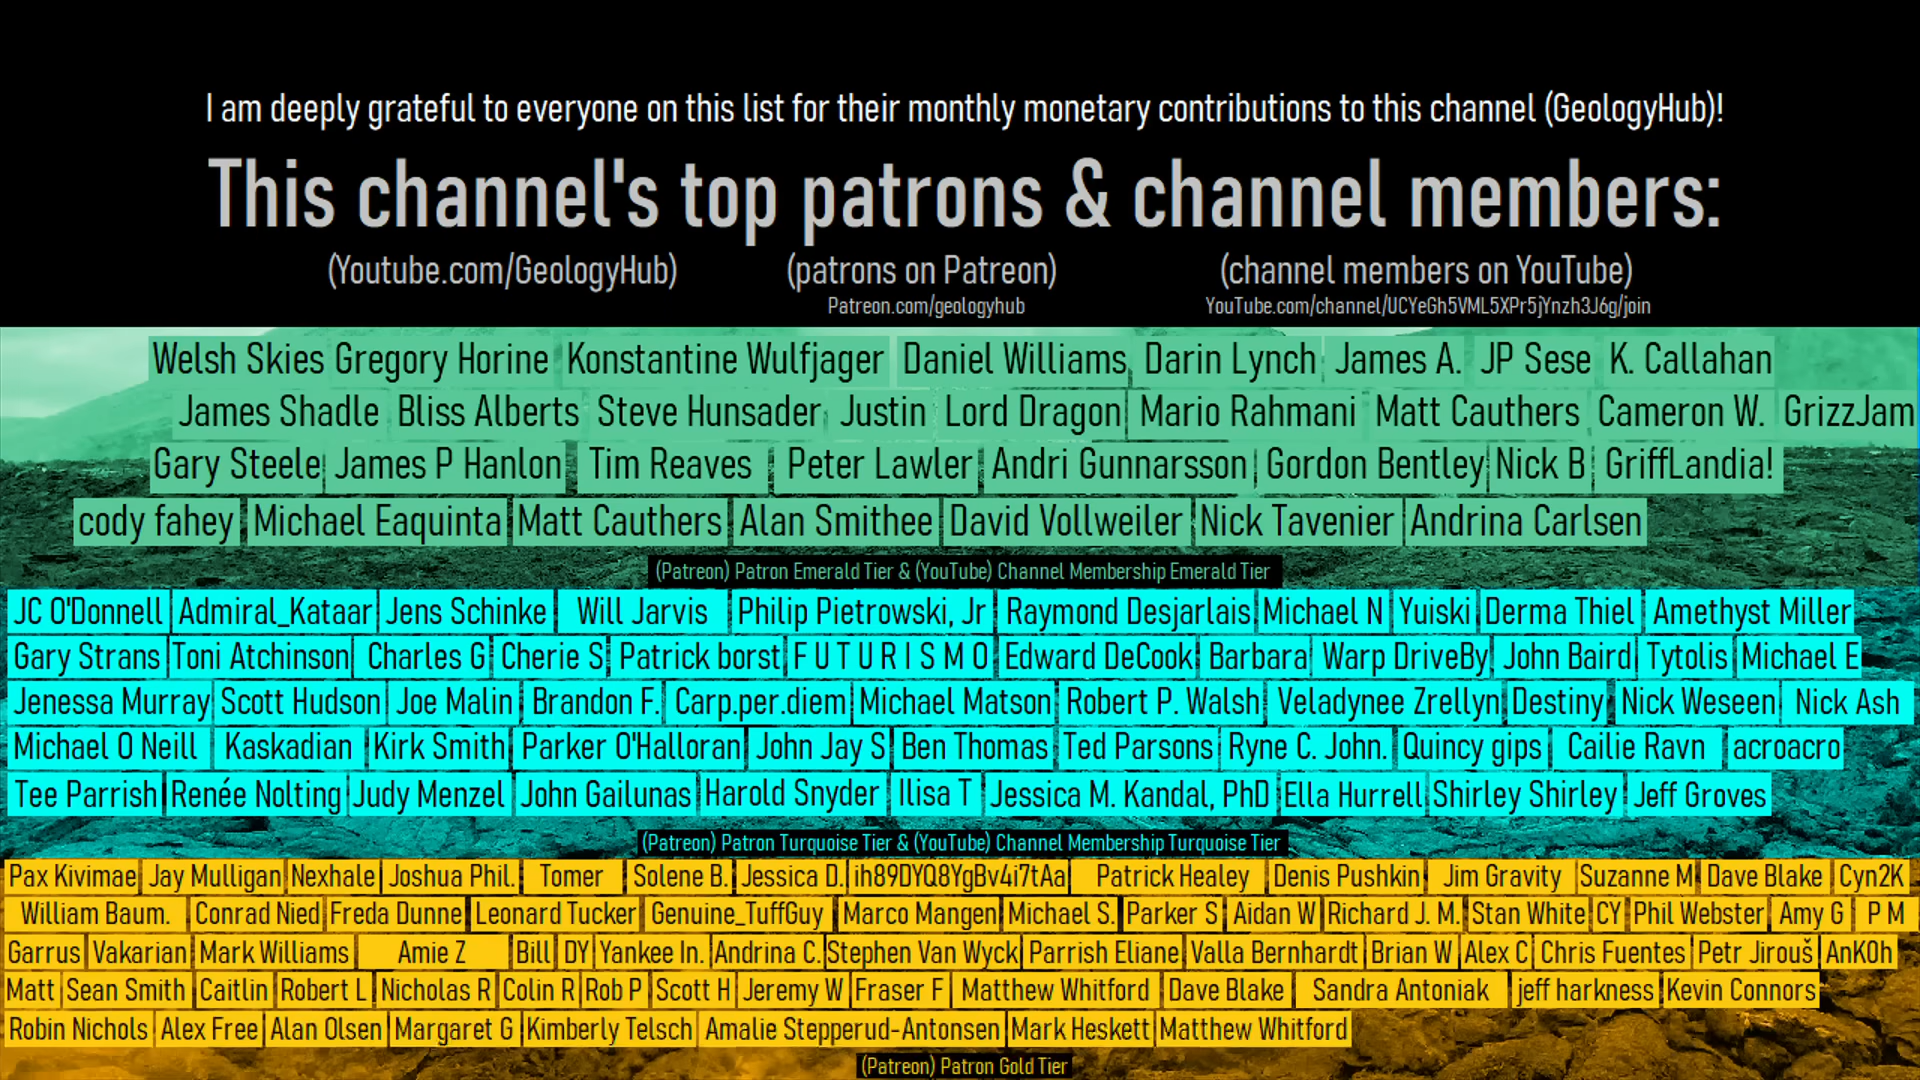 I am deeply grateful to everyone on this list for their monthly monetary contributions to this channel (GeologyHub)!
This channel's top patrons & channel members:
(Youtube.com/GeologyHub) (patrons on Patreon) (channel members on YouTube)
Patreon.com/geologyhub YouTube.com/channel/UCYeGh5VML5XPr5jYnzh3J6g/join
Welsh Skies Gregory Horine Konstantine Wulfjager Daniel Williams Darin Lynch James A. JP Sese K. Callahan
James Shadle Bliss Alberts Steve Hunsader Justin Lord Dragon Mario Rahmani Matt Cauthers Cameron W. GrizzJam
Gary Steele James P Hanlon Tim Reaves Peter Lawler Andri Gunnarsson Gordon Bentley Nick B GriffLandia!
cody fahey Michael Eaquinta Matt Cauthers Alan Smithee David Vollweiler Nick Tavenier Andrina Carlsen
(Patreon) Patron Emerald Tier & (YouTube) Channel Membership Emerald Tier
JC O'Donnell Admiral_Kataar Jens Schinke Will Jarvis Philip Pietrowski, Jr Raymond Desjarlais Michael N Yuiski Derma Thiel Amethyst Miller
Gary Strans Toni Atchinson Charles G Cherie S Patrick borst F U T U R I S M O Edward DeCook Barbara Warp DriveBy John Baird Tytolis Michael E
Jenessa Murray Scott Hudson Joe Malin Brandon F. Carp.per.diem Michael Matson Robert P. Walsh Veladynee Zrellyn Destiny Nick Weseen Nick Ash
Michael O Neill Kaskadian Kirk Smith Parker O'Halloran John Jay S Ben Thomas Ted Parsons Ryne C. John. Quincy gips Cailie Ravn acroacro
Tee Parrish Renée Nolting Judy Menzel John Gailunas Harold Snyder Ilisa T Jessica M. Kandal, PhD Ella Hurrell Shirley Shirley Jeff Groves
(Patreon) Patron Turquoise Tier & (YouTube) Channel Membership Turquoise Tier
Pax Kivimae Jay Mulligan Nexhale Joshua Phil. Tomer Solene B. Jessica D. ih89DYQ8YgBv4i7tAa Patrick Healey Denis Pushkin Jim Gravity Suzanne M Dave Blake Cyn2K
William Baum. Conrad Nied Freda Dunne Leonard Tucker Genuine_TuffGuy Marco Mangen Michael S. Parker S Aidan W Richard J. M. Stan White CY Phil Webster Amy G P M
Garrus Vakarian Mark Williams Amie Z Bill DY Yankee In. Andrina C. Stephen Van Wyck Parrish Eliane Valla Bernhardt Brian W Alex C Chris Fuentes Petr Jirouš AnK0h
Matt Sean Smith Caitlin Robert L Nicholas R Colin R Rob P Scott H Jeremy W Fraser F Matthew Whitford Dave Blake Sandra Antoniak jeff harkness Kevin Connors
Robin Nichols Alex Free Alan Olsen Margaret G Kimberly Telsch Amalie Stepperud-Antonsen Mark Heskett Matthew Whitford
(Patreon) Patron Gold Tier